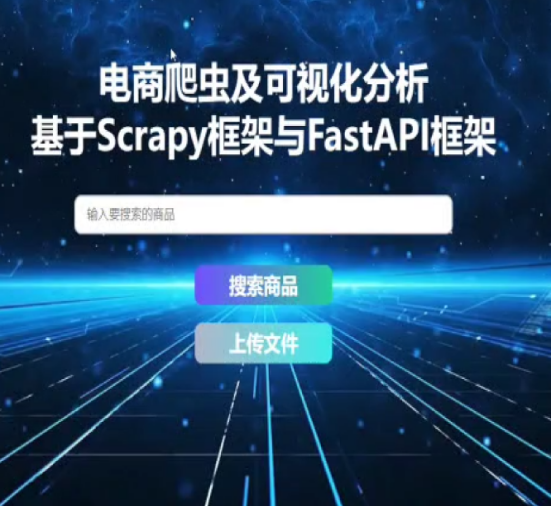 电商爬虫及可视化分析
基于Scrapy框架与FastAPI框架
输入要搜索的商品
搜索商品
上传文件